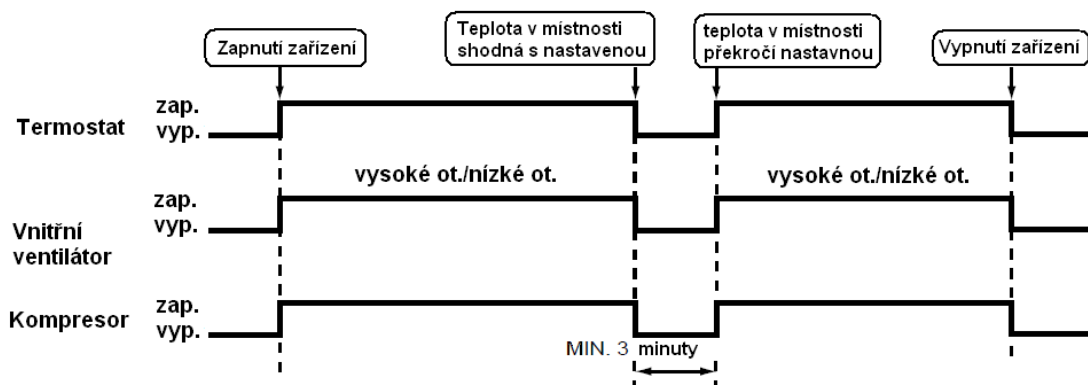 Zapnutí zařízení
Teplota v místnosti
shodná s nastavenou
teplota v místnosti
překročí nastavnou
Vypnutí zařízení
Termostat
zap.
vyp.
vysoké ot./nízké ot.
vysoké ot./nízké ot.
Vnitřní
ventilátor
zap.
vyp.
Kompresor
zap.
vyp.
MIN. 3 minuty